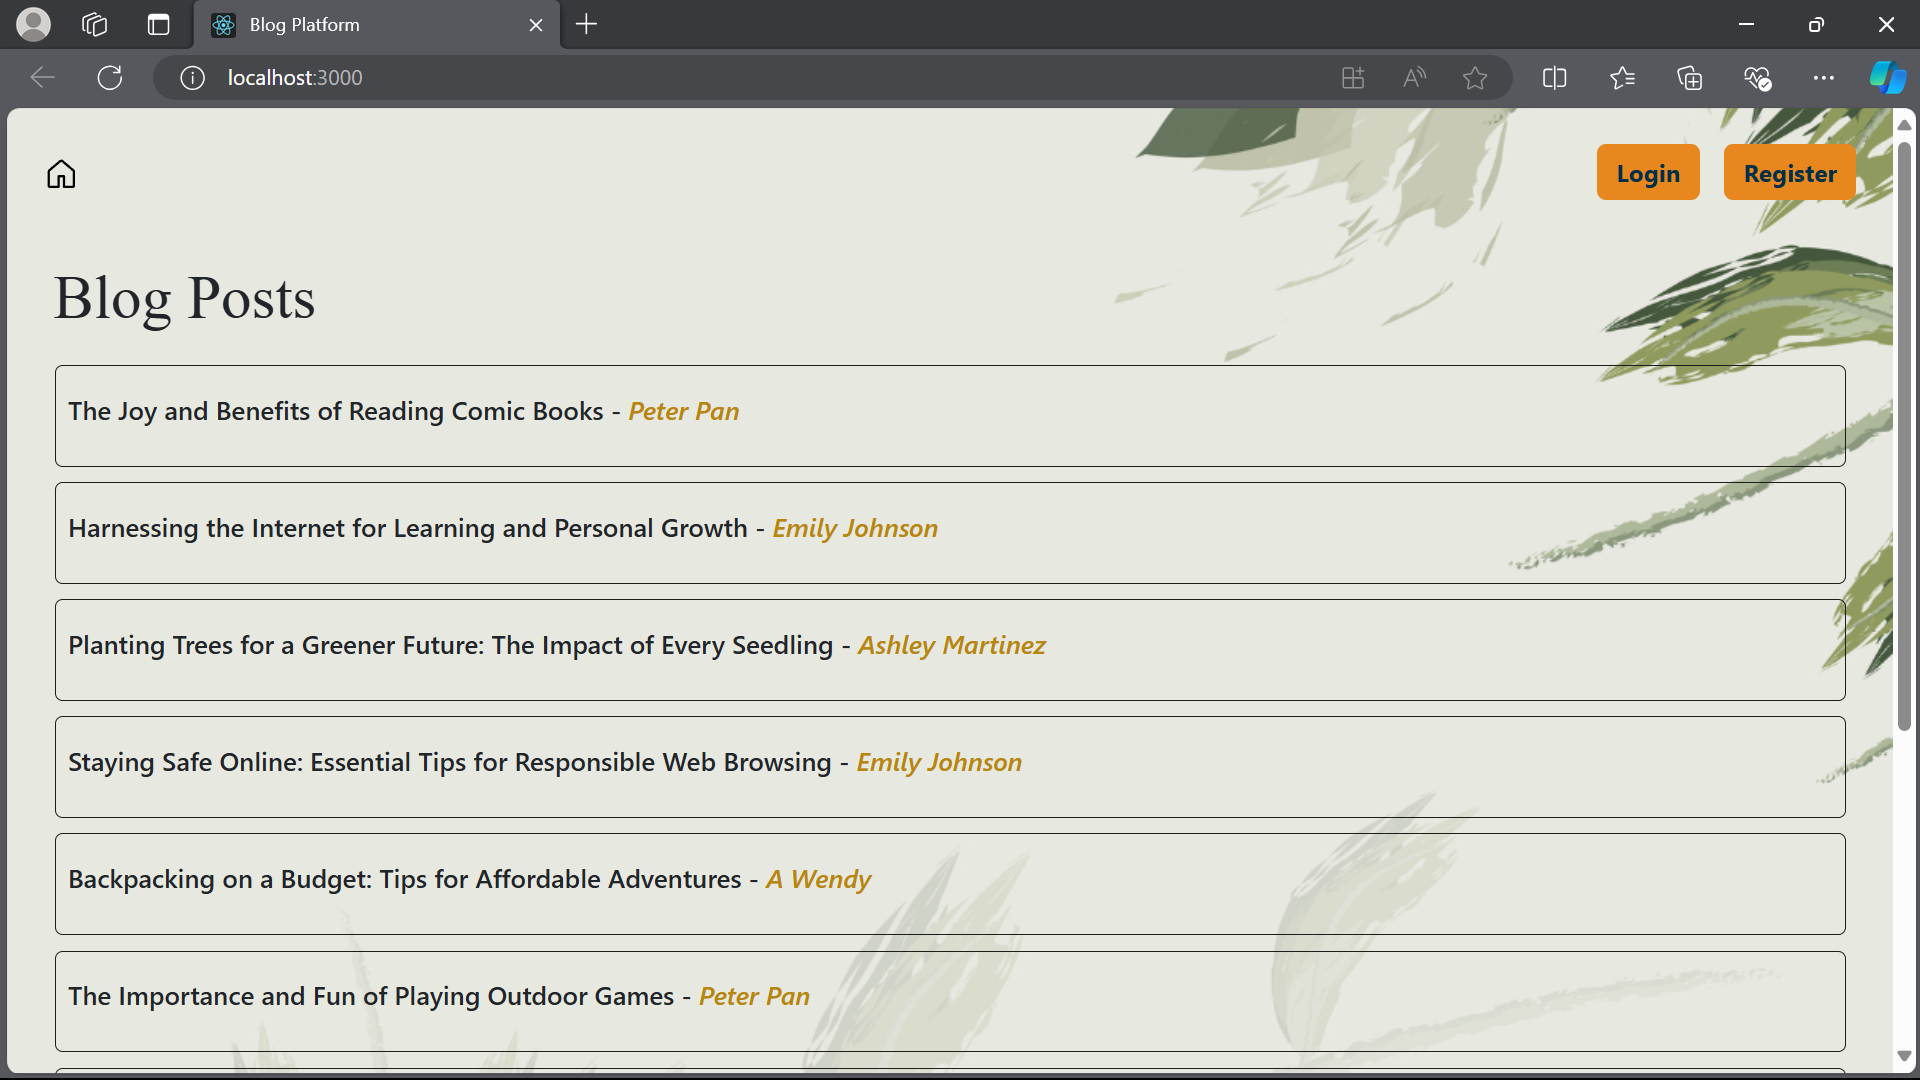 Blog Platform
localhost:3000
Login Register
Blog Posts
The Joy and Benefits of Reading Comic Books - Peter Pan
Harnessing the Internet for Learning and Personal Growth - Emily Johnson
Planting Trees for a Greener Future: The Impact of Every Seedling - Ashley Martinez
Staying Safe Online: Essential Tips for Responsible Web Browsing - Emily Johnson
Backpacking on a Budget: Tips for Affordable Adventures - A Wendy
The Importance and Fun of Playing Outdoor Games - Peter Pan